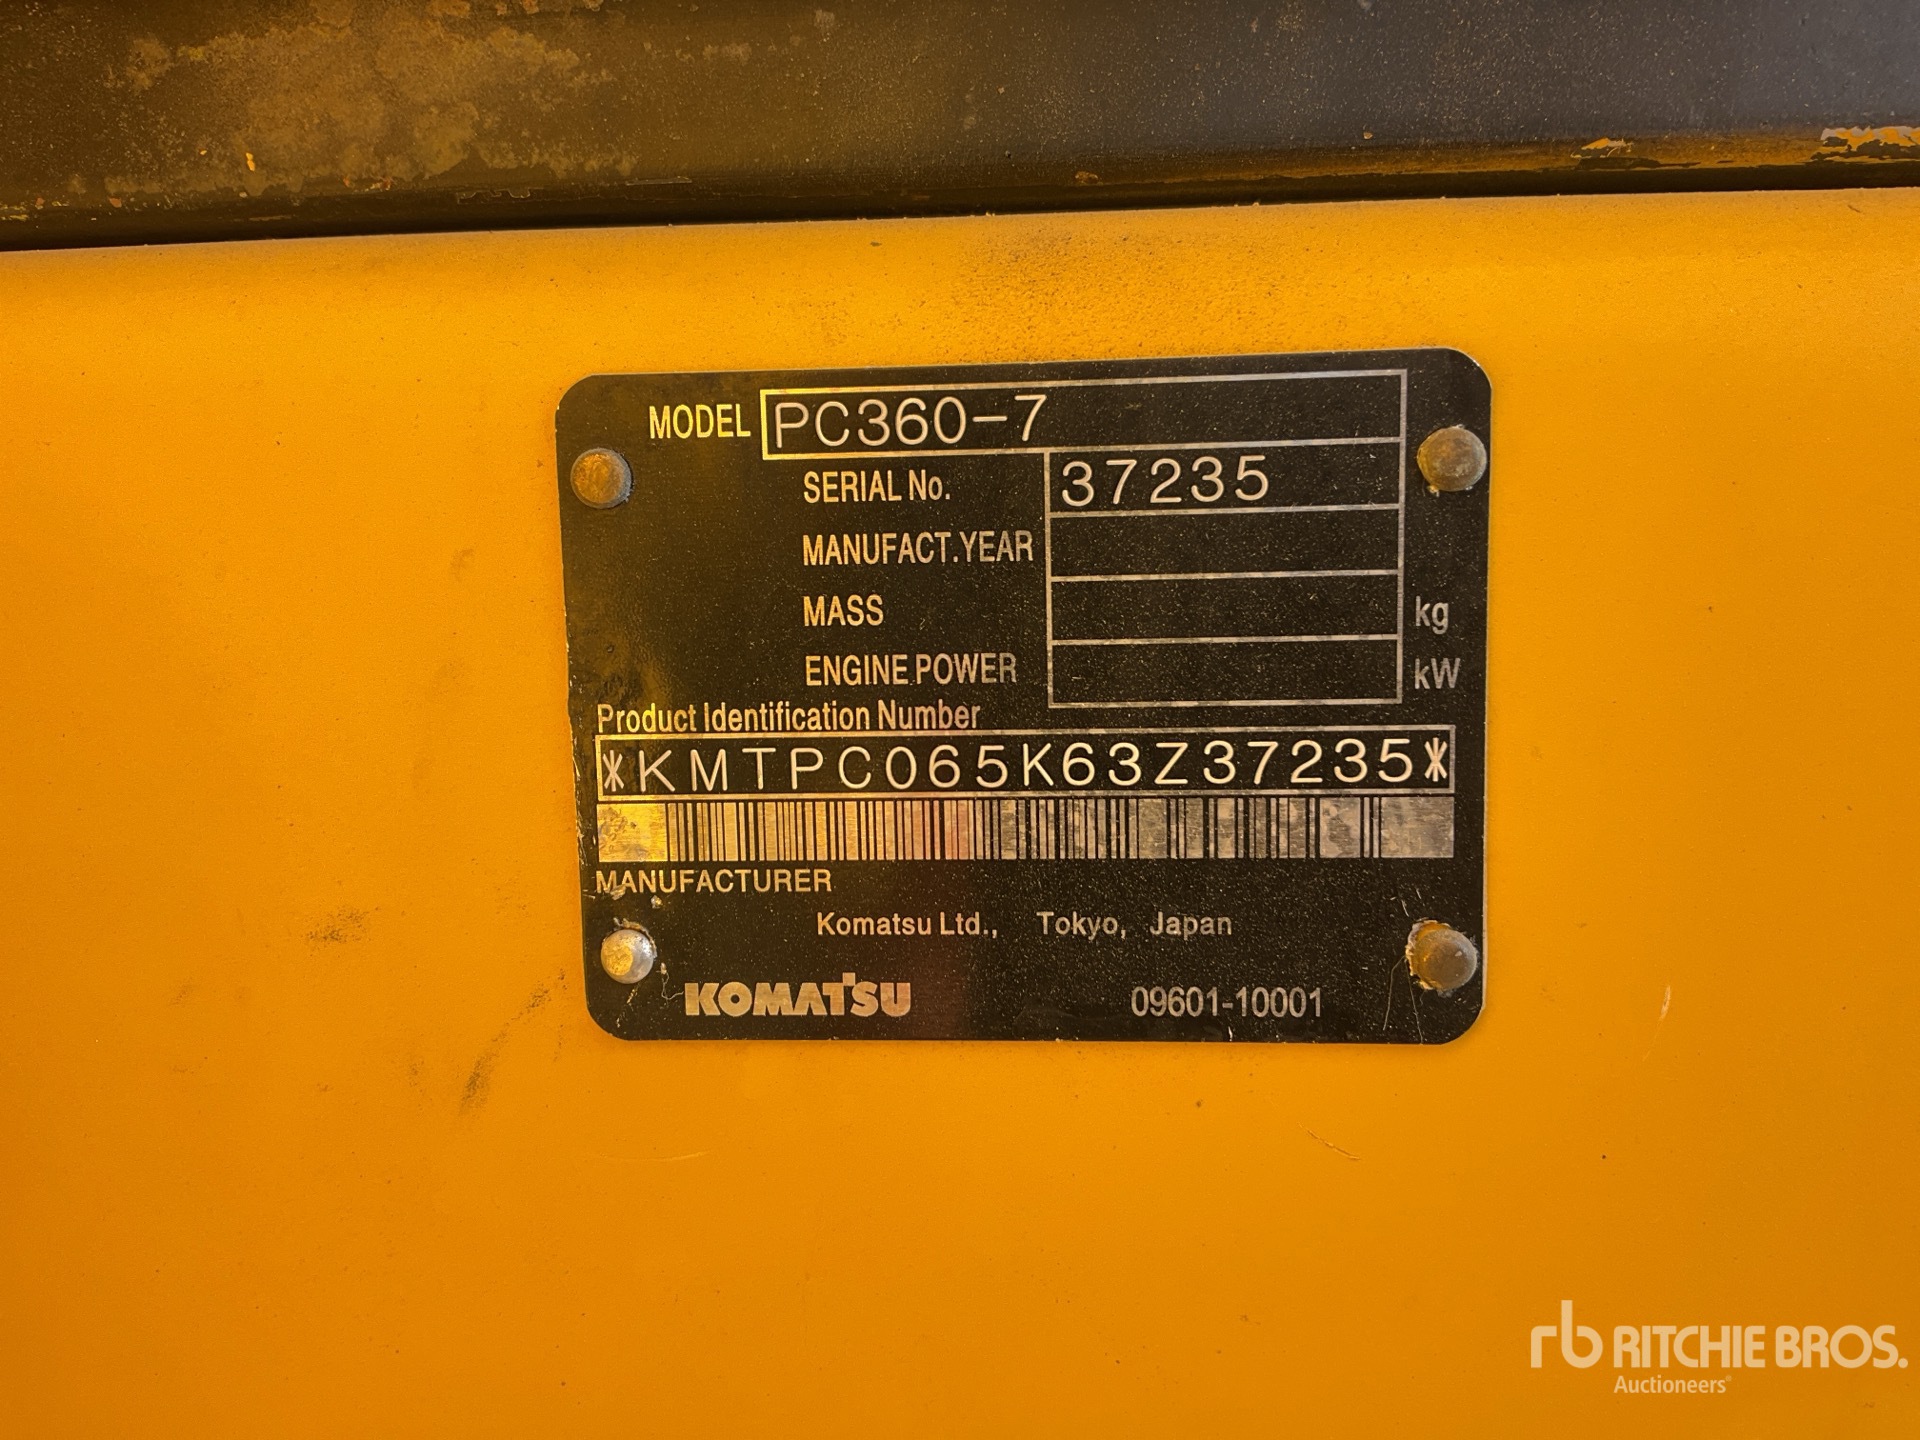 MODEL PC360-7
SERIAL No. 37235
MANUFACT.YEAR
MASS kg
ENGINE POWER kW
Product Identification Number
*KMTPC065K63Z37235*
MANUFACTURER
Komatsu Ltd., Tokyo, Japan
KOMATSU 09601-10001
rb RITCHIE BROS.
Auctioneers